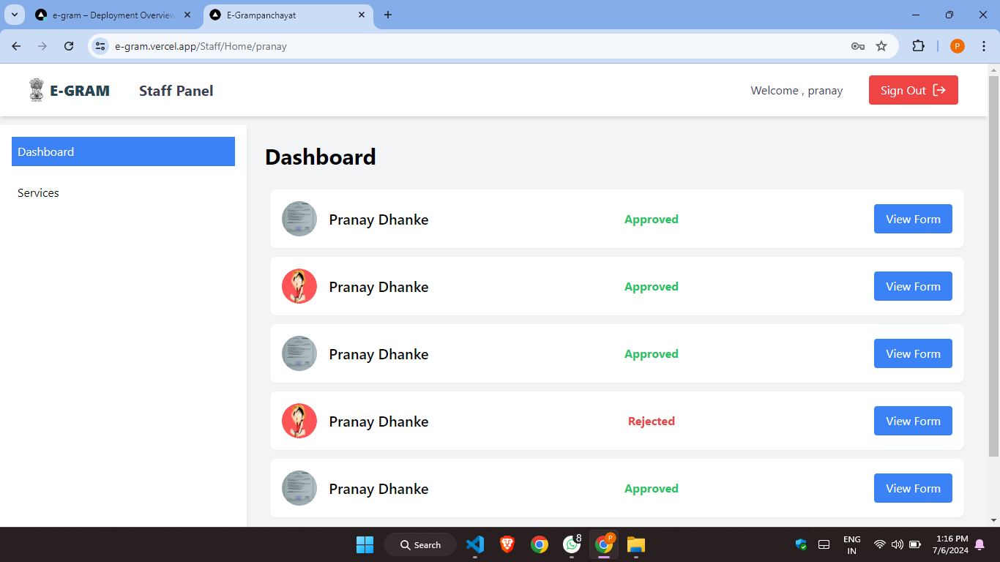 e-gram – Deployment Overview
E-Grampanchayat
e-gram.vercel.app/Staff/Home/pranay
P
E-GRAM
Staff Panel
Welcome , pranay
Sign Out
Dashboard
Services
Dashboard
Pranay Dhanke
Approved
View Form
Pranay Dhanke
Approved
View Form
Pranay Dhanke
Approved
View Form
Pranay Dhanke
Rejected
View Form
Pranay Dhanke
Approved
View Form
Search
8
P
ENG
IN
1:16 PM
7/6/2024